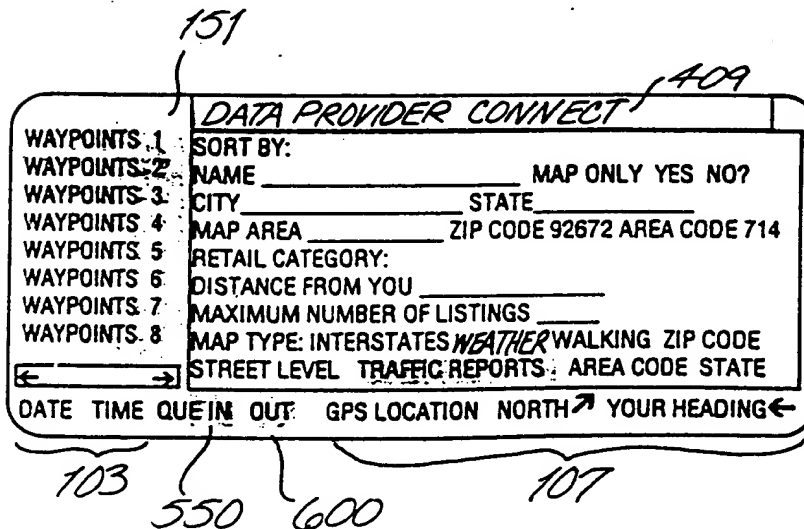 151
409
DATA PROVIDER CONNECT
WAYPOINTS 1
WAYPOINTS 2
WAYPOINTS 3
WAYPOINTS 4
WAYPOINTS 5
WAYPOINTS 6
WAYPOINTS 7
WAYPOINTS 8
SORT BY:
NAME MAP ONLY YES NO?
CITY STATE
MAP AREA ZIP CODE 92672 AREA CODE 714
RETAIL CATEGORY:
DISTANCE FROM YOU
MAXIMUM NUMBER OF LISTINGS
MAP TYPE: INTERSTATES WEATHER WALKING ZIP CODE
STREET LEVEL TRAFFIC REPORTS AREA CODE STATE
DATE TIME QUE IN OUT GPS LOCATION NORTH↗ YOUR HEADING←
103
550
600
107